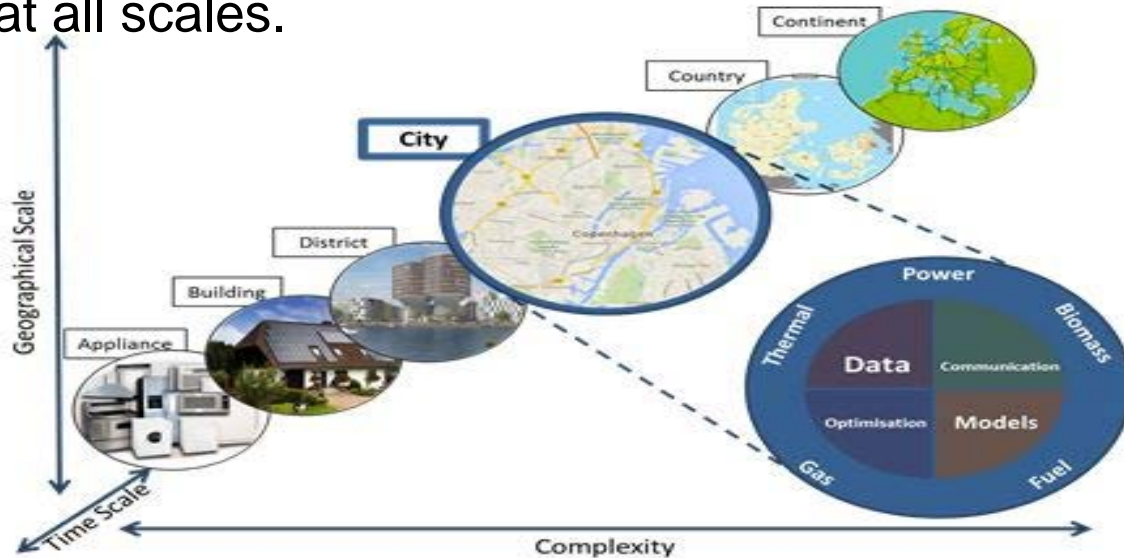 at all scales.
Continent
Country
City
District
Building
Appliance
Geographical Scale
Time Scale
Complexity
Copenhagen
Power
Thermal
Biomass
Data
Communication
Optimisation
Models
Gas
Fuel